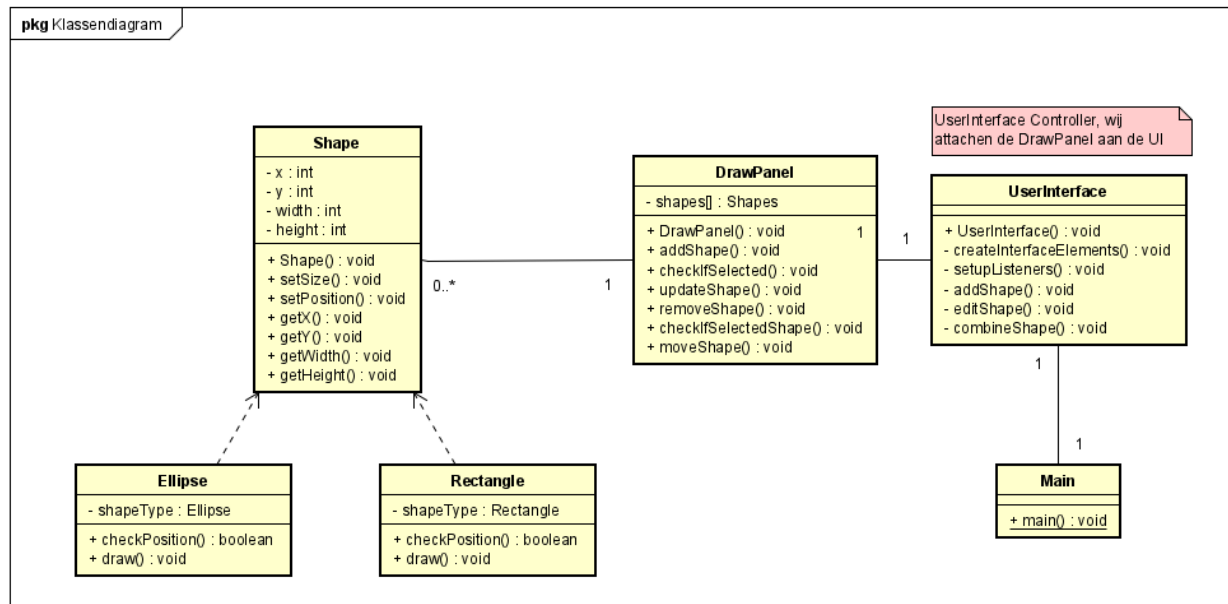 pkg Klassendiagram
Shape
- x : int
- y : int
- width : int
- height : int
+ Shape() : void
+ setSize() : void
+ setPosition() : void
+ getX() : void
+ getY() : void
+ getWidth() : void
+ getHeight() : void
0..*
1
DrawPanel
- shapes[] : Shapes
+ DrawPanel() : void
+ addShape() : void
+ checkIfSelected() : void
+ updateShape() : void
+ removeShape() : void
+ checkIfSelectedShape() : void
+ moveShape() : void
1
1
UserInterface Controller, wij
attachen de DrawPanel aan de UI
UserInterface
+ UserInterface() : void
- createInterfaceElements() : void
- setupListeners() : void
- addShape() : void
- editShape() : void
- combineShape() : void
1
1
Ellipse
- shapeType : Ellipse
+ checkPosition() : boolean
+ draw() : void
Rectangle
- shapeType : Rectangle
+ checkPosition() : boolean
+ draw() : void
Main
+ main() : void